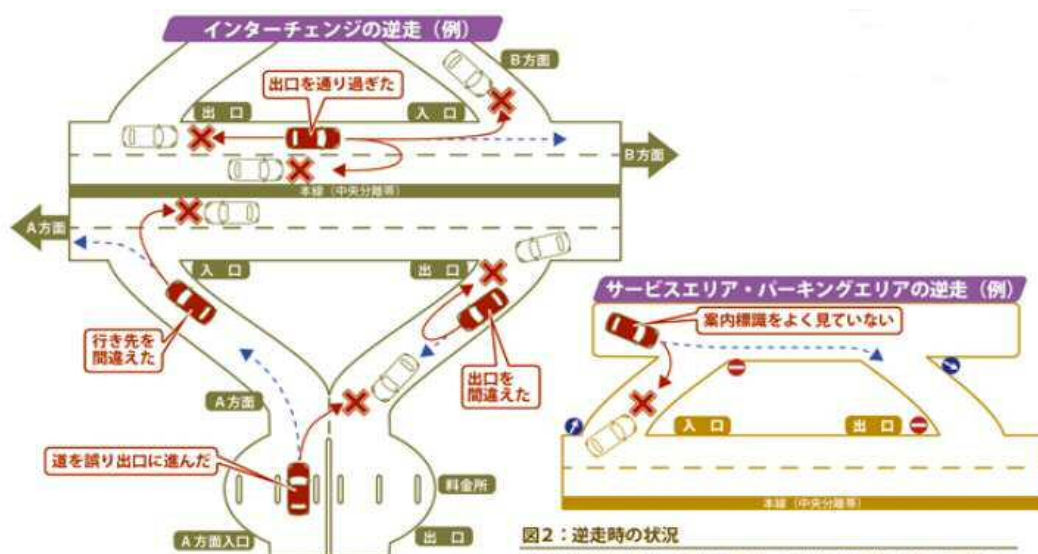 インターチェンジの逆走（例）
B方面
出口を通り過ぎた
出 口
入 口
B方面
本線（中央分離帯）
A方面
入 口
出 口
行き先を
間違えた
出口を
間違えた
A方面
道を誤り出口に進んだ
料金所
A方面入口
出 口
サービスエリア・パーキングエリアの逆走（例）
案内標識をよく見ていない
入 口
出 口
本線（中央分離帯）
図2：逆走時の状況